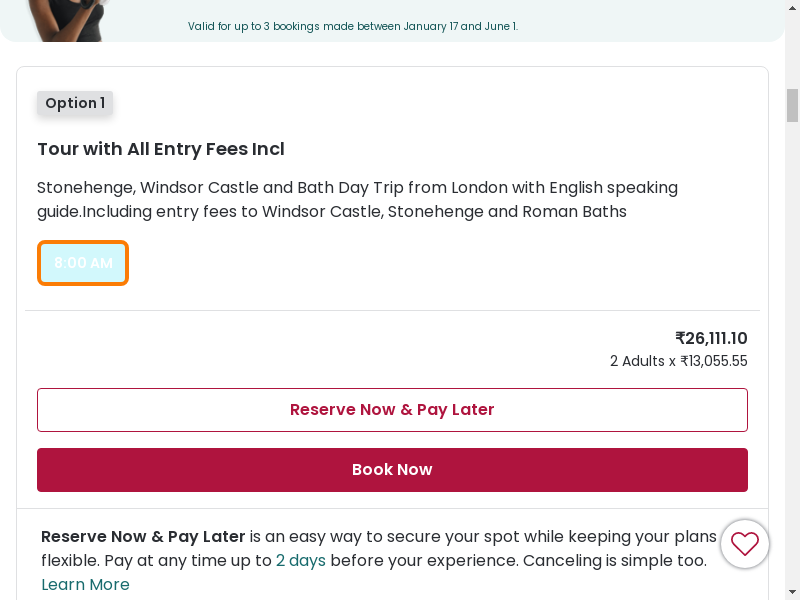 Valid for up to 3 bookings made between January 17 and June 1.
Option 1
Tour with All Entry Fees Incl
Stonehenge, Windsor Castle and Bath Day Trip from London with English speaking
guide.Including entry fees to Windsor Castle, Stonehenge and Roman Baths
8:00 AM
₹26,111.10
2 Adults x ₹13,055.55
Reserve Now & Pay Later
Book Now
Reserve Now & Pay Later is an easy way to secure your spot while keeping your plans
flexible. Pay at any time up to 2 days before your experience. Canceling is simple too.
Learn More